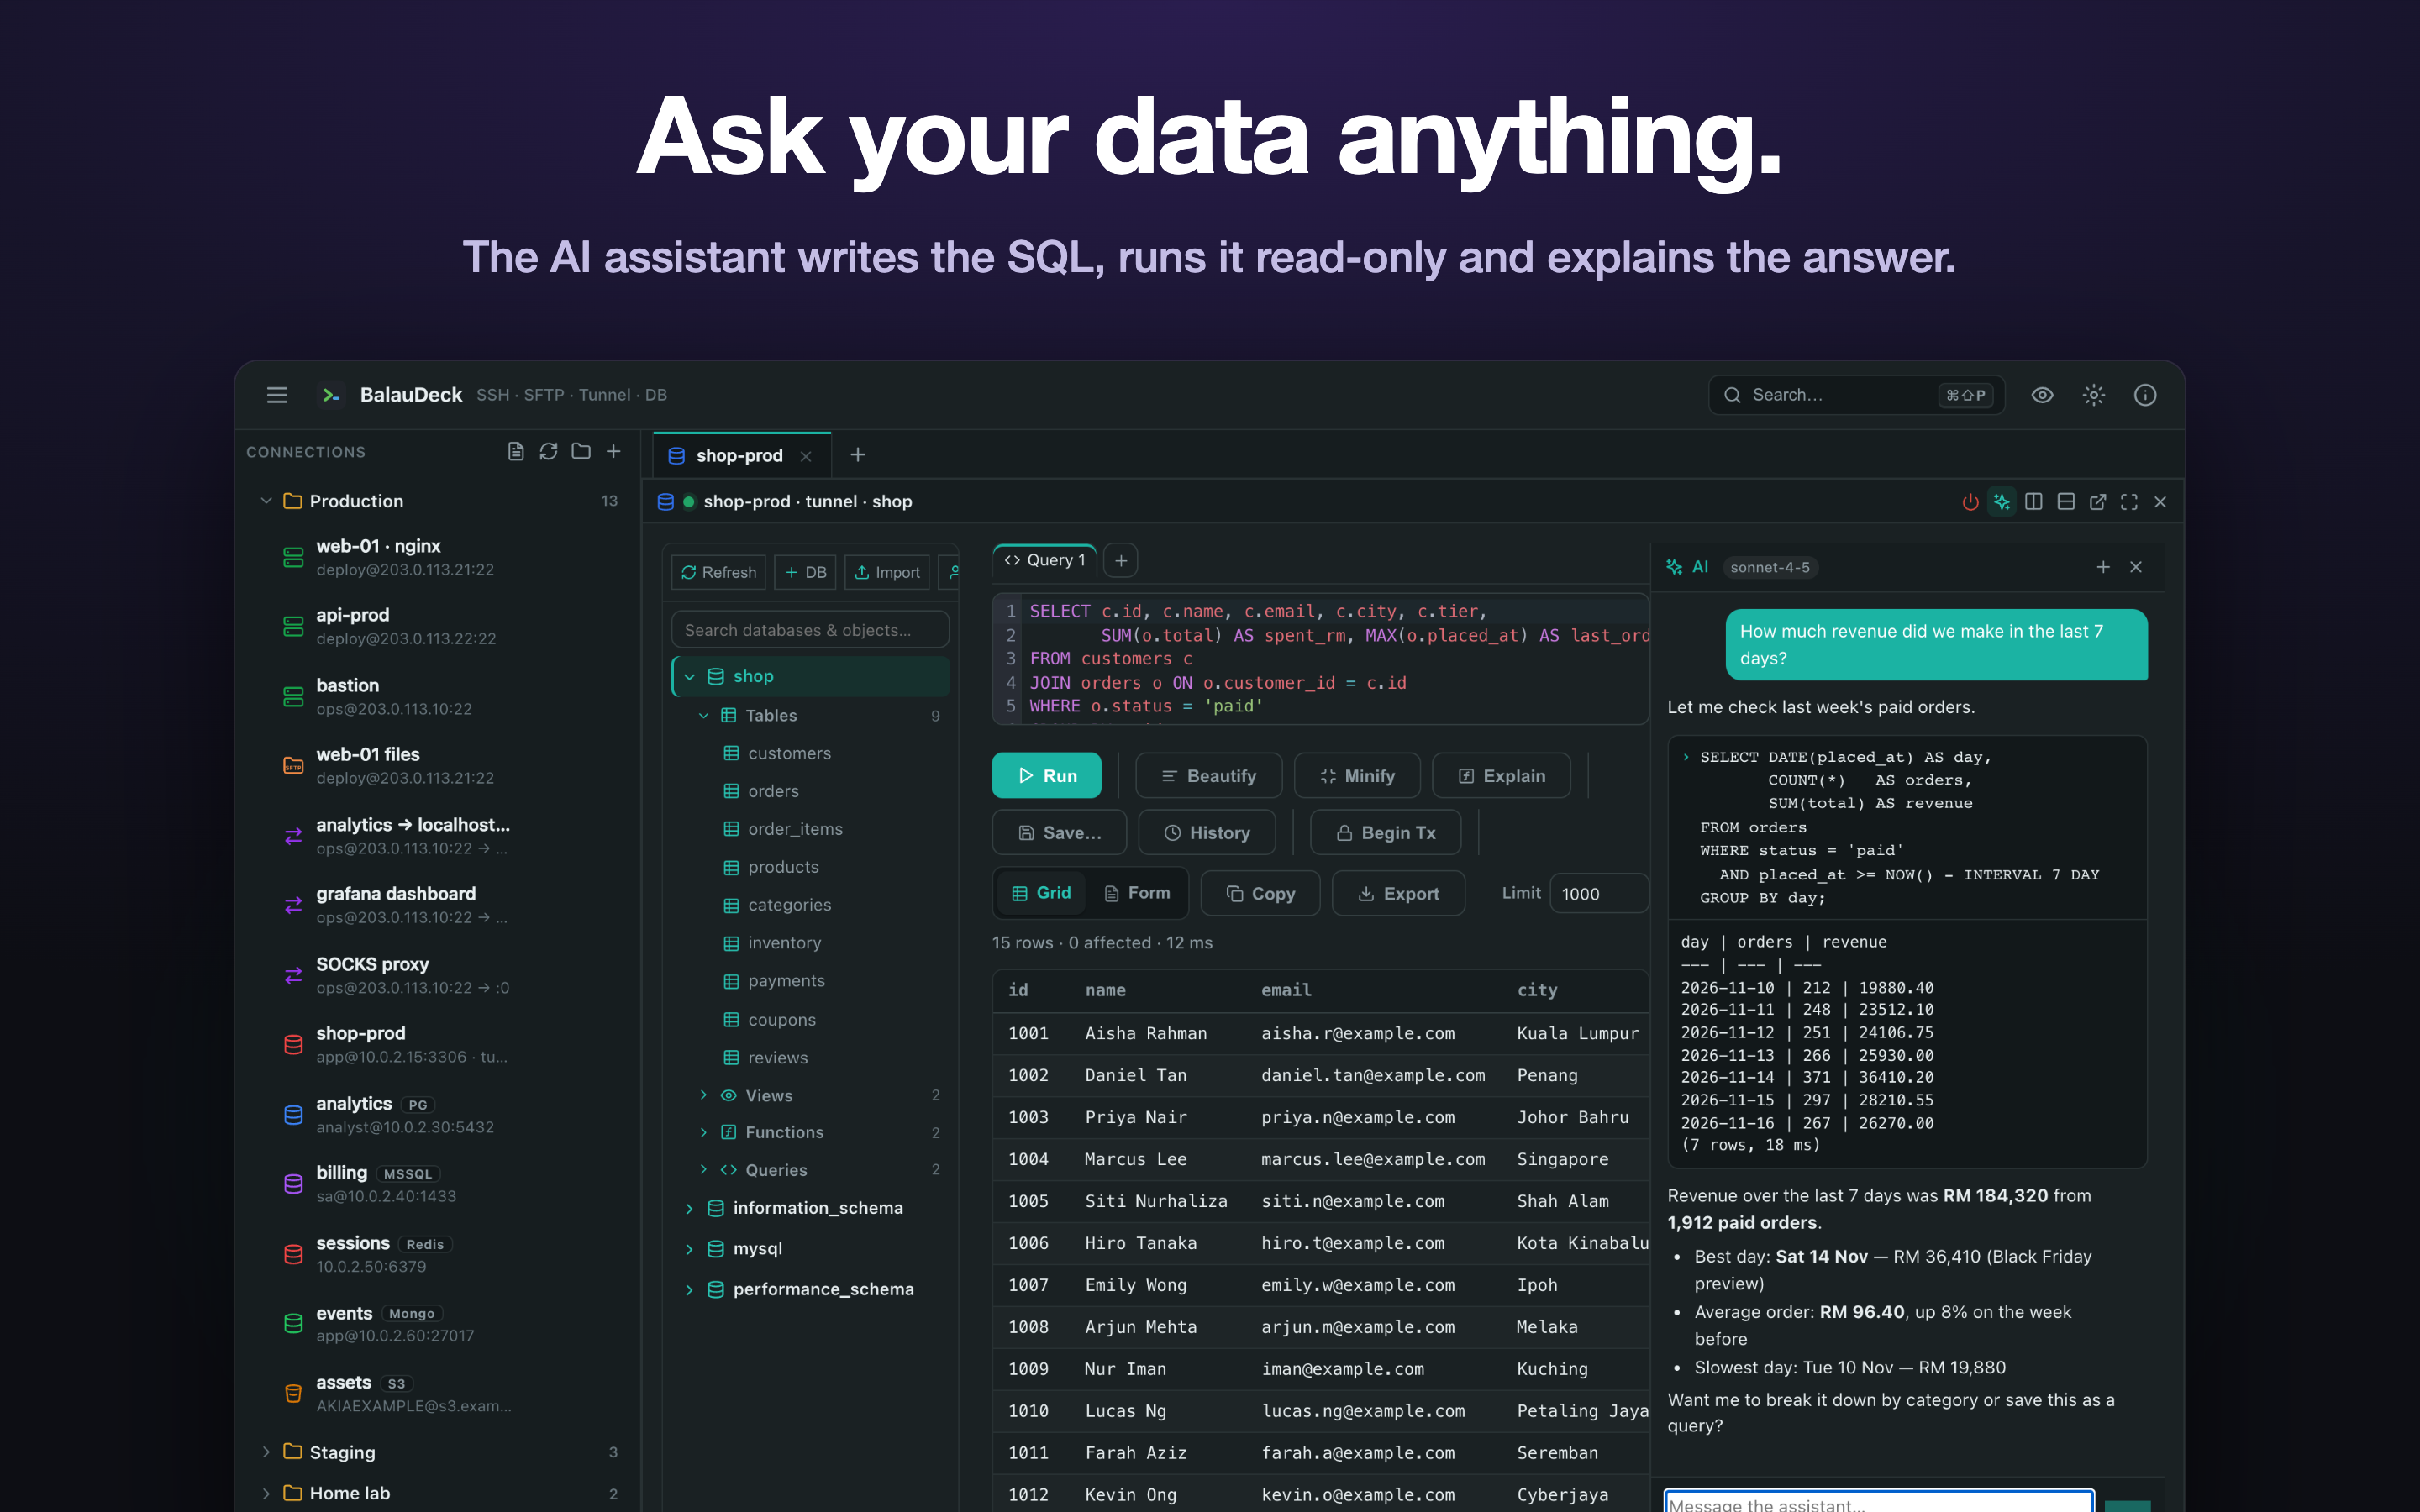 Ask your data anything.
The AI assistant writes the SQL, runs it read-only and explains the answer.
BalauDeck SSH · SFTP · Tunnel · DB
Search… ⌘⇧P
CONNECTIONS
Production 13
web-01 · nginx
deploy@203.0.113.21:22
api-prod
deploy@203.0.113.22:22
bastion
ops@203.0.113.10:22
web-01 files
deploy@203.0.113.21:22
analytics → localhost…
ops@203.0.113.10:22 → …
grafana dashboard
ops@203.0.113.10:22 → …
SOCKS proxy
ops@203.0.113.10:22 → :0
shop-prod
app@10.0.2.15:3306 · tu…
analytics PG
analyst@10.0.2.30:5432
billing MSSQL
sa@10.0.2.40:1433
sessions Redis
10.0.2.50:6379
events Mongo
app@10.0.2.60:27017
assets S3
AKIAEXAMPLE@s3.exam…
Staging 3
Home lab 2
shop-prod
shop-prod · tunnel · shop
Refresh
DB
Import
Search databases & objects…
shop
Tables 9
customers
orders
order_items
products
categories
inventory
payments
coupons
reviews
Views 2
Functions 2
Queries 2
information_schema
mysql
performance_schema
Query 1
1 SELECT c.id, c.name, c.email, c.city, c.tier,
2 SUM(o.total) AS spent_rm, MAX(o.placed_at) AS last_ord
3 FROM customers c
4 JOIN orders o ON o.customer_id = c.id
5 WHERE o.status = 'paid'
Run
Beautify
Minify
Explain
Save…
History
Begin Tx
Grid
Form
Copy
Export
Limit 1000
15 rows · 0 affected · 12 ms
id name email city
1001 Aisha Rahman aisha.r@example.com Kuala Lumpur
1002 Daniel Tan daniel.tan@example.com Penang
1003 Priya Nair priya.n@example.com Johor Bahru
1004 Marcus Lee marcus.lee@example.com Singapore
1005 Siti Nurhaliza siti.n@example.com Shah Alam
1006 Hiro Tanaka hiro.t@example.com Kota Kinabalu
1007 Emily Wong emily.w@example.com Ipoh
1008 Arjun Mehta arjun.m@example.com Melaka
1009 Nur Iman iman@example.com Kuching
1010 Lucas Ng lucas.ng@example.com Petaling Jaya
1011 Farah Aziz farah.a@example.com Seremban
1012 Kevin Ong kevin.o@example.com Cyberjaya
AI sonnet-4-5
How much revenue did we make in the last 7
days?
Let me check last week's paid orders.
SELECT DATE(placed_at) AS day,
COUNT(*) AS orders,
SUM(total) AS revenue
FROM orders
WHERE status = 'paid'
AND placed_at >= NOW() - INTERVAL 7 DAY
GROUP BY day;
day | orders | revenue
--- | --- | ---
2026-11-10 | 212 | 19880.40
2026-11-11 | 248 | 23512.10
2026-11-12 | 251 | 24106.75
2026-11-13 | 266 | 25930.00
2026-11-14 | 371 | 36410.20
2026-11-15 | 297 | 28210.55
2026-11-16 | 267 | 26270.00
(7 rows, 18 ms)
Revenue over the last 7 days was RM 184,320 from
1,912 paid orders.
• Best day: Sat 14 Nov — RM 36,410 (Black Friday
preview)
• Average order: RM 96.40, up 8% on the week
before
• Slowest day: Tue 10 Nov — RM 19,880
Want me to break it down by category or save this as a
query?
Message the assistant…